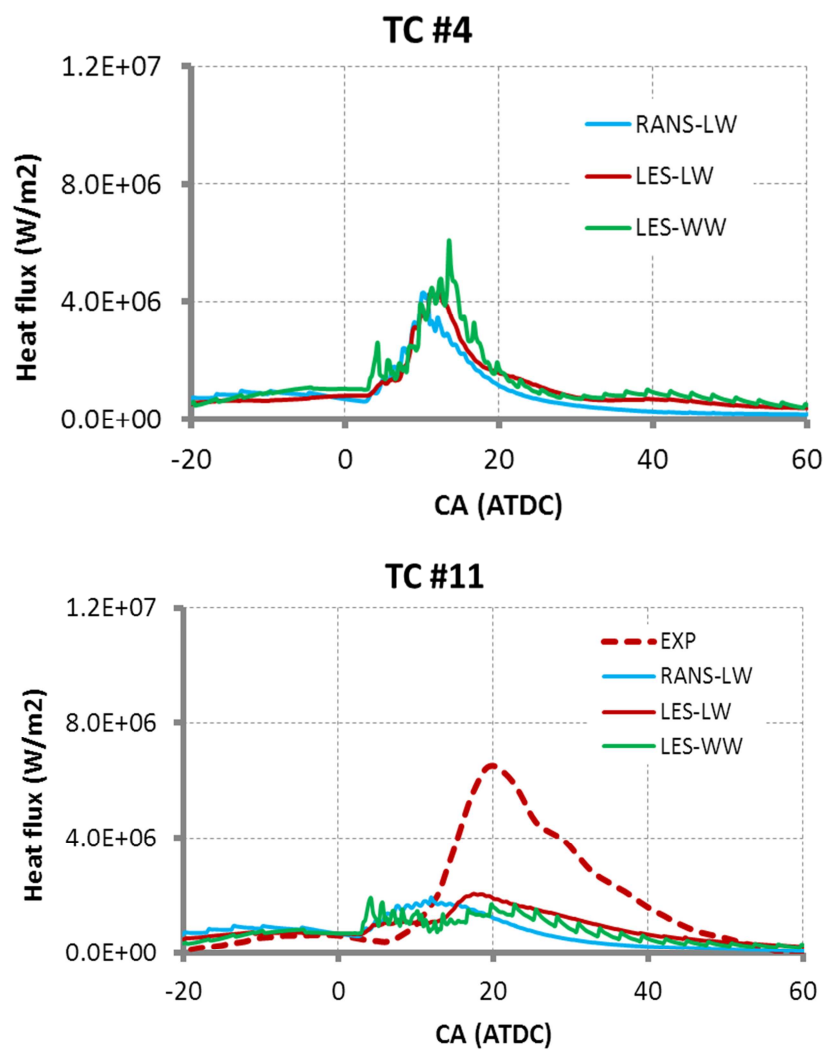 TC #4
1.2E+07
8.0E+06
4.0E+06
0.0E+00
Heat flux (W/m2)
RANS-LW
LES-LW
LES-WW
-20 0 20 40 60
CA (ATDC)
TC #11
1.2E+07
8.0E+06
4.0E+06
0.0E+00
Heat flux (W/m2)
EXP
RANS-LW
LES-LW
LES-WW
-20 0 20 40 60
CA (ATDC)